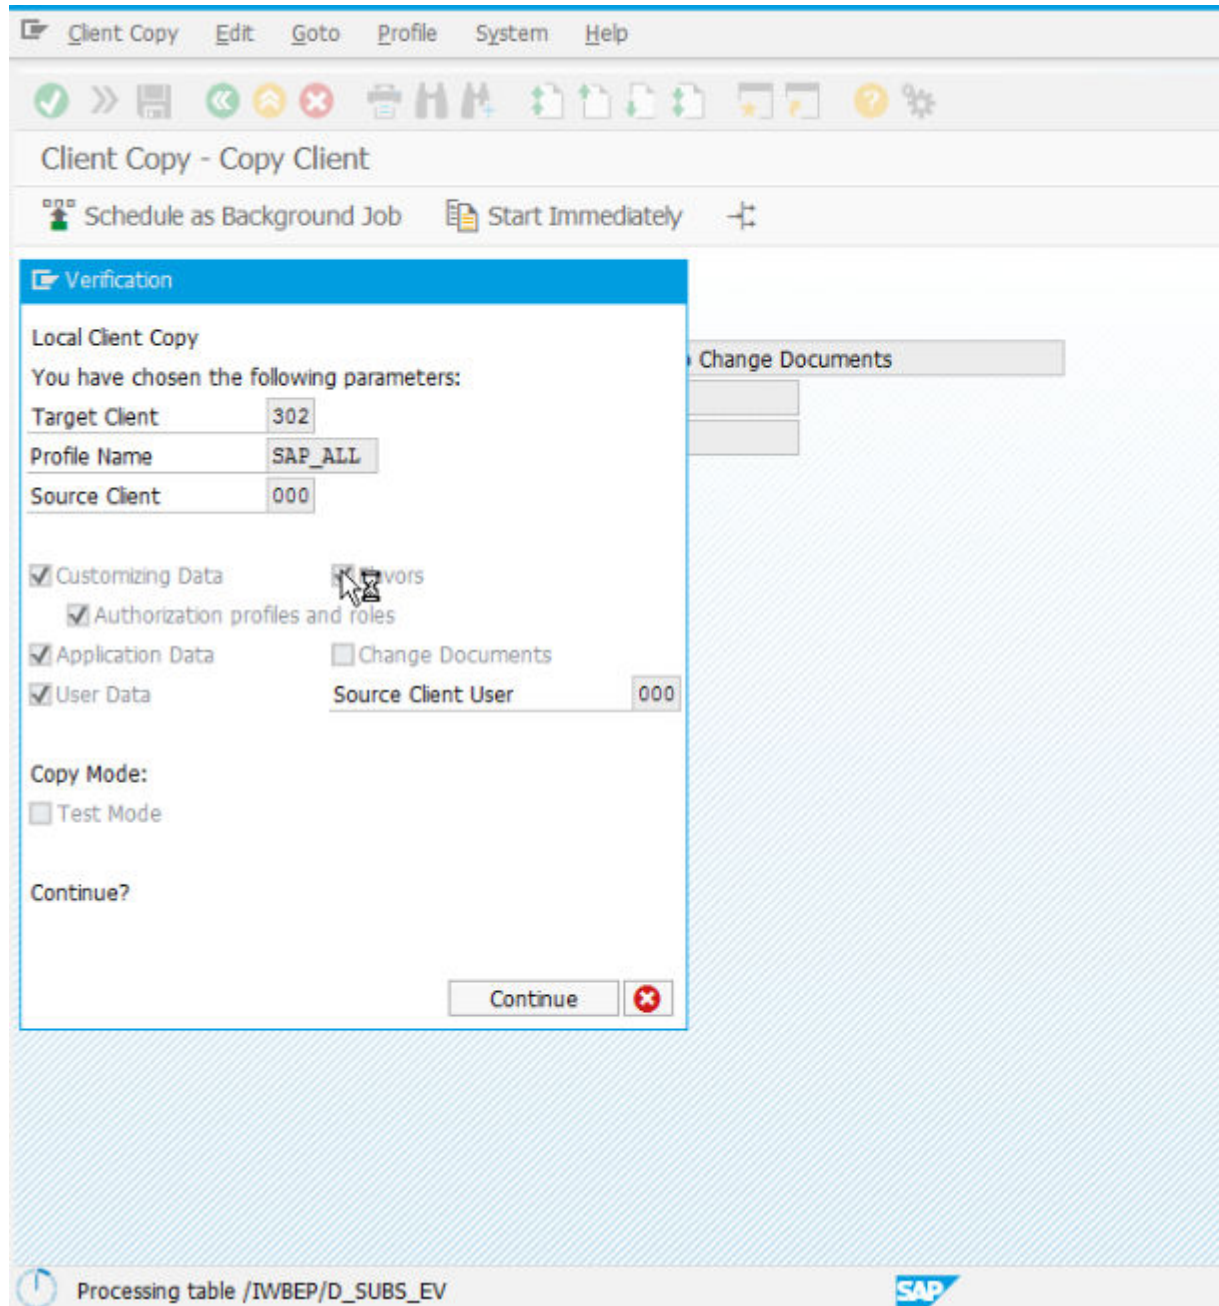 Client Copy Edit Goto Profile System Help
Client Copy - Copy Client
Schedule as Background Job Start Immediately
Verification
Local Client Copy
You have chosen the following parameters:
Change Documents
Target Client 302
Profile Name SAP_ALL
Source Client 000
Customizing Data vors
Authorization profiles and roles
Application Data Change Documents
User Data Source Client User 000
Copy Mode:
Test Mode
Continue?
Continue
Processing table /IWBEP/D_SUBS_EV SAP